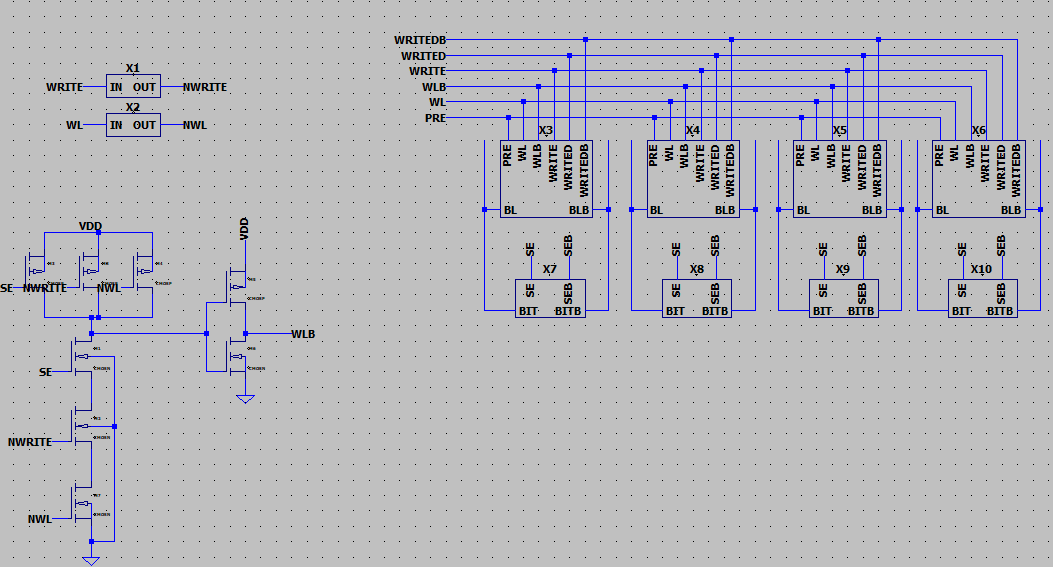 WRITEDB
WRITED
WRITE
WLB
WL
PRE
X1
WRITE IN OUT NWRITE
X2
WL IN OUT NWL
X3 X4 X5 X6
PRE WL WLB WRITE WRITED WRITEDB
PRE WL WLB WRITE WRITED WRITEDB
PRE WL WLB WRITE WRITED WRITEDB
PRE WL WLB WRITE WRITED WRITEDB
BL BLB BL BLB BL BLB BL BLB
SE SEB SE SEB SE SEB SE SEB
X7 X8 X9 X10
SE SEB SE SEB SE SEB SE SEB
BIT BITB BIT BITB BIT BITB BIT BITB
VDD VDD
SE NWRITE NWL
WLB
SE
NWRITE
NWL